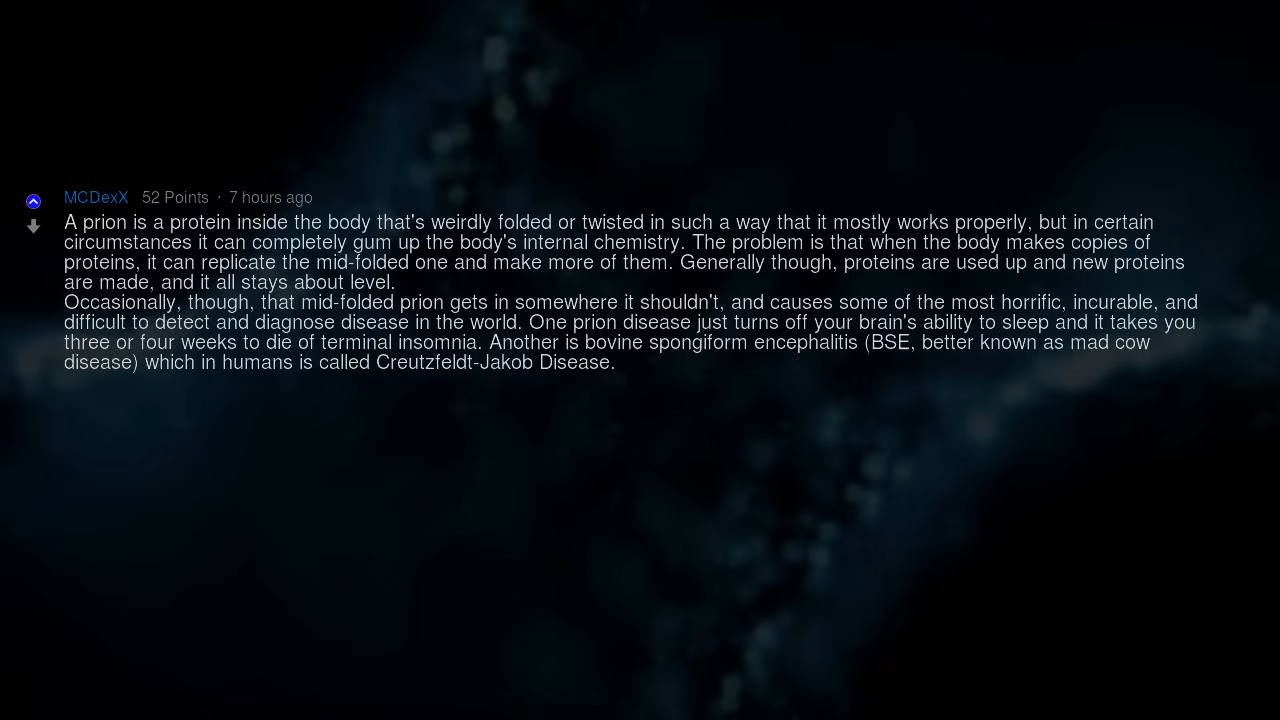 MCDexX 52 Points · 7 hours ago
A prion is a protein inside the body that's weirdly folded or twisted in such a way that it mostly works properly, but in certain
circumstances it can completely gum up the body's internal chemistry. The problem is that when the body makes copies of
proteins, it can replicate the mid-folded one and make more of them. Generally though, proteins are used up and new proteins
are made, and it all stays about level.
Occasionally, though, that mid-folded prion gets in somewhere it shouldn't, and causes some of the most horrific, incurable, and
difficult to detect and diagnose disease in the world. One prion disease just turns off your brain's ability to sleep and it takes you
three or four weeks to die of terminal insomnia. Another is bovine spongiform encephalitis (BSE, better known as mad cow
disease) which in humans is called Creutzfeldt-Jakob Disease.